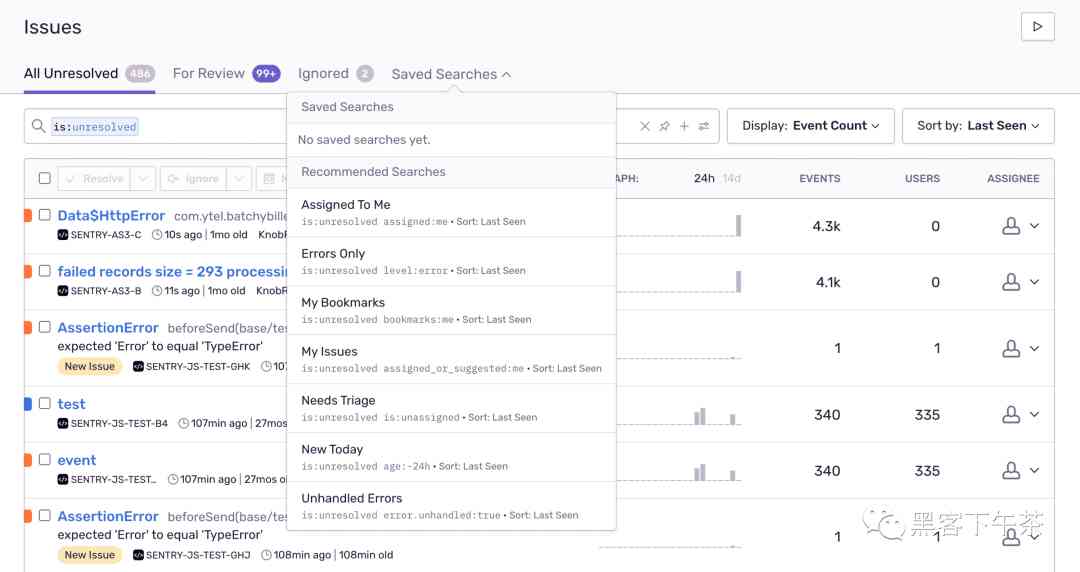 Issues
All Unresolved 486 For Review 99+ Ignored 2 Saved Searches
Saved Searches
is:unresolved
Display: Event Count
Sort by: Last Seen
No saved searches yet.
Recommended Searches
Resolve Ignore
APH: 24h 14d EVENTS USERS ASSIGNEE
Assigned To Me
is:unresolved assigned:me • Sort: Last Seen
Errors Only
is:unresolved level:error • Sort: Last Seen
My Bookmarks
is:unresolved bookmarks:me • Sort: Last Seen
My Issues
is:unresolved assigned_or_suggested:me • Sort: Last Seen
Needs Triage
is:unresolved is:unassigned • Sort: Last Seen
New Today
is:unresolved age:-24h • Sort: Last Seen
Unhandled Errors
is:unresolved error.unhandled:true • Sort: Last Seen
Data$HttpError com.ytel.batchybille 4.3k 0
SENTRY-AS3-C 10s ago | 1mo old KnobR
failed records size = 293 processin 4.1k 0
SENTRY-AS3-B 11s ago | 1mo old KnobR
AssertionError beforeSend(base/tes
expected 'Error' to equal 'TypeError' 1 1
New Issue SENTRY-JS-TEST-GHK 107
test 340 335
SENTRY-JS-TEST-B4 107min ago | 27mos
event 340 335
SENTRY-JS-TEST... 107min ago | 27mos ol
AssertionError beforeSend(base/tes
expected 'Error' to equal 'TypeError' 1 1
New Issue SENTRY-JS-TEST-GHJ 108min ago | 108min old
黑客下午茶